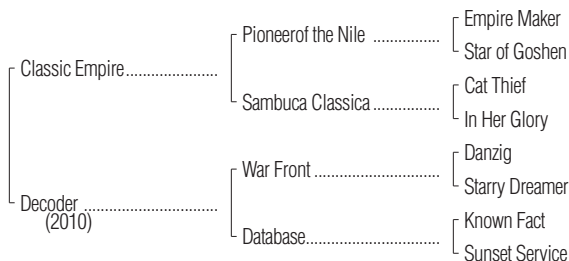 Empire Maker
Pioneerof the Nile ................
Star of Goshen
Classic Empire......................
Cat Thief
Sambuca Classica ................
In Her Glory
Danzig
War Front ..............................
Starry Dreamer
Decoder ................................
(2010)
Known Fact
Database................................
Sunset Service